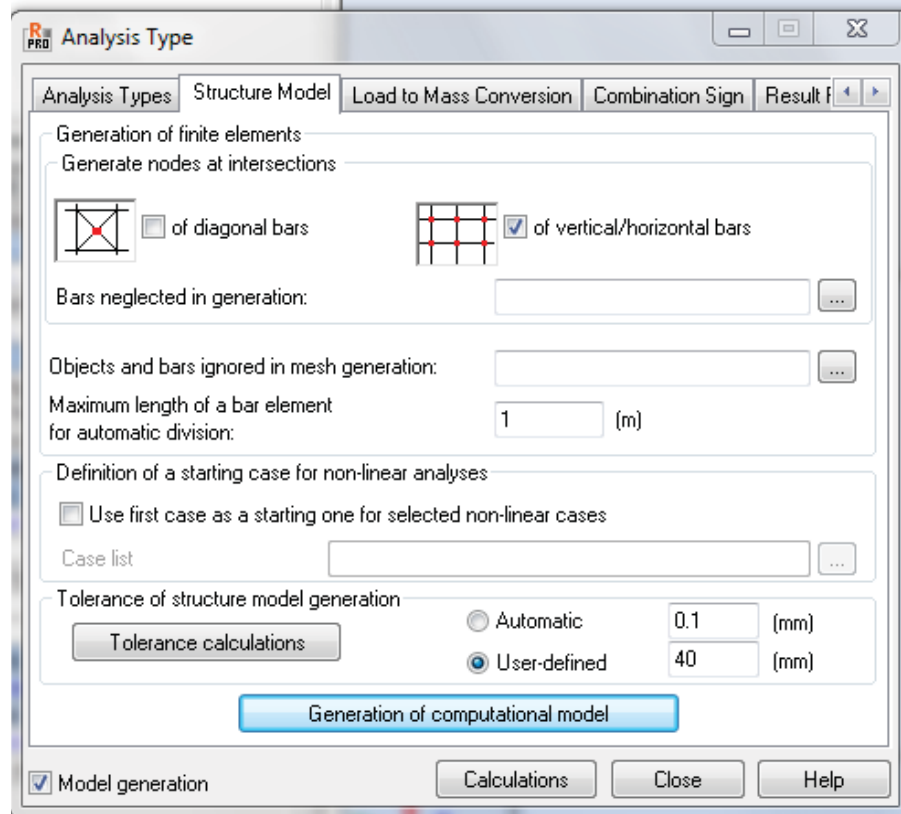 R PRO Analysis Type
Analysis Types Structure Model Load to Mass Conversion Combination Sign Result
Generation of finite elements
Generate nodes at intersections
of diagonal bars of vertical/horizontal bars
Bars neglected in generation: ...
Objects and bars ignored in mesh generation: ...
Maximum length of a bar element
for automatic division: 1 (m)
Definition of a starting case for non-linear analyses
Use first case as a starting one for selected non-linear cases
Case list ...
Tolerance of structure model generation
Tolerance calculations Automatic 0.1 (mm)
User-defined 40 (mm)
Generation of computational model
Model generation Calculations Close Help